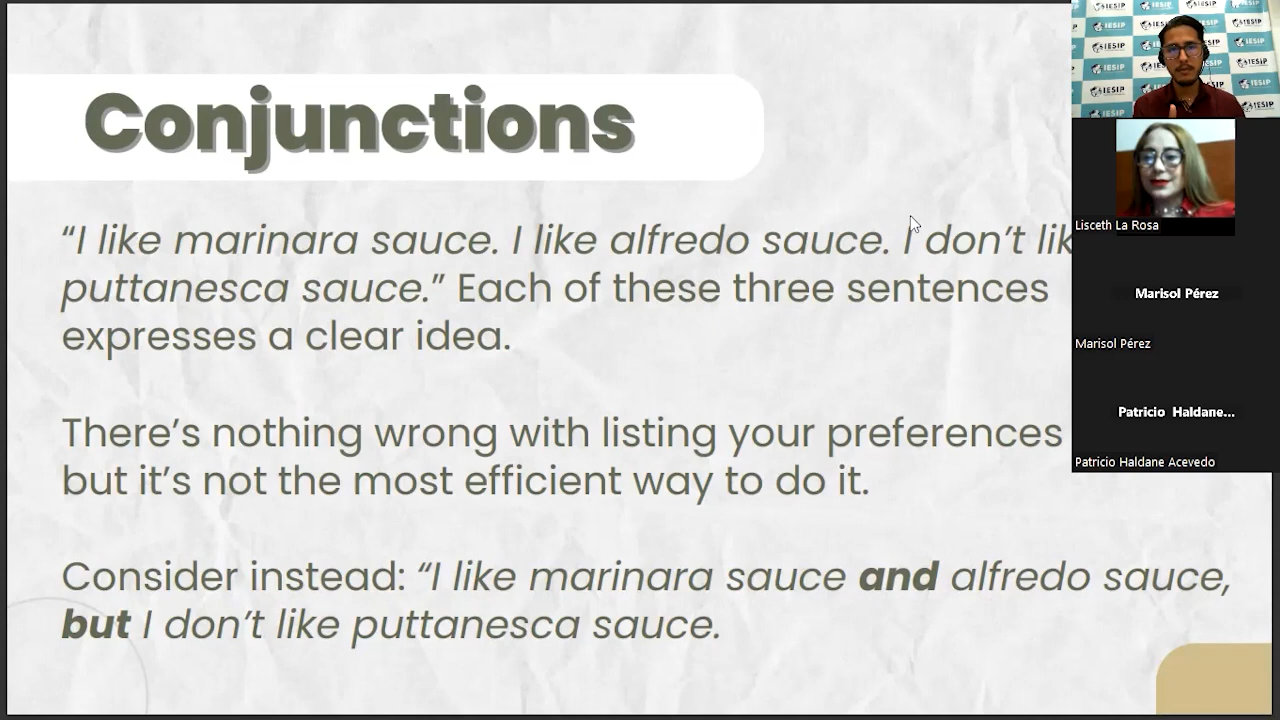 Conjunctions
“I like marinara sauce. I like alfredo sauce. I don’t lik
puttanesca sauce.” Each of these three sentences
expresses a clear idea.
There’s nothing wrong with listing your preferences
but it’s not the most efficient way to do it.
Consider instead: “I like marinara sauce and alfredo sauce,
but I don’t like puttanesca sauce.
IESIP
Lisceth La Rosa
Marisol Pérez
Marisol Pérez
Patricio Haldane...
Patricio Haldane Acevedo